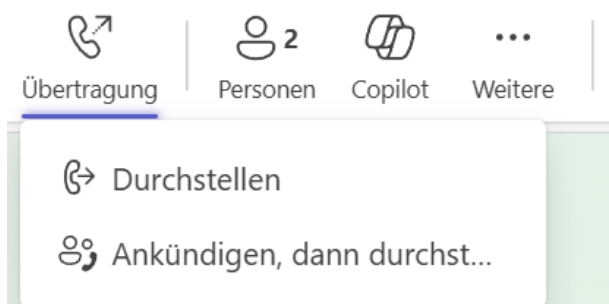 2
Übertragung Personen Copilot Weitere
Durchstellen
Ankündigen, dann durchst...